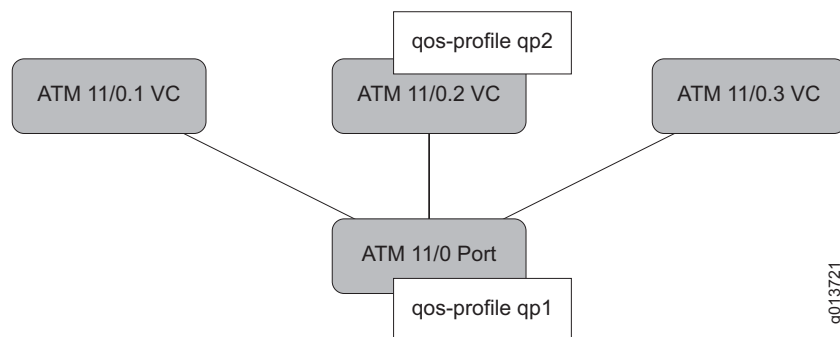 qos-profile qp2
ATM 11/0.1 VC
ATM 11/0.2 VC
ATM 11/0.3 VC
ATM 11/0 Port
qos-profile qp1
g013721